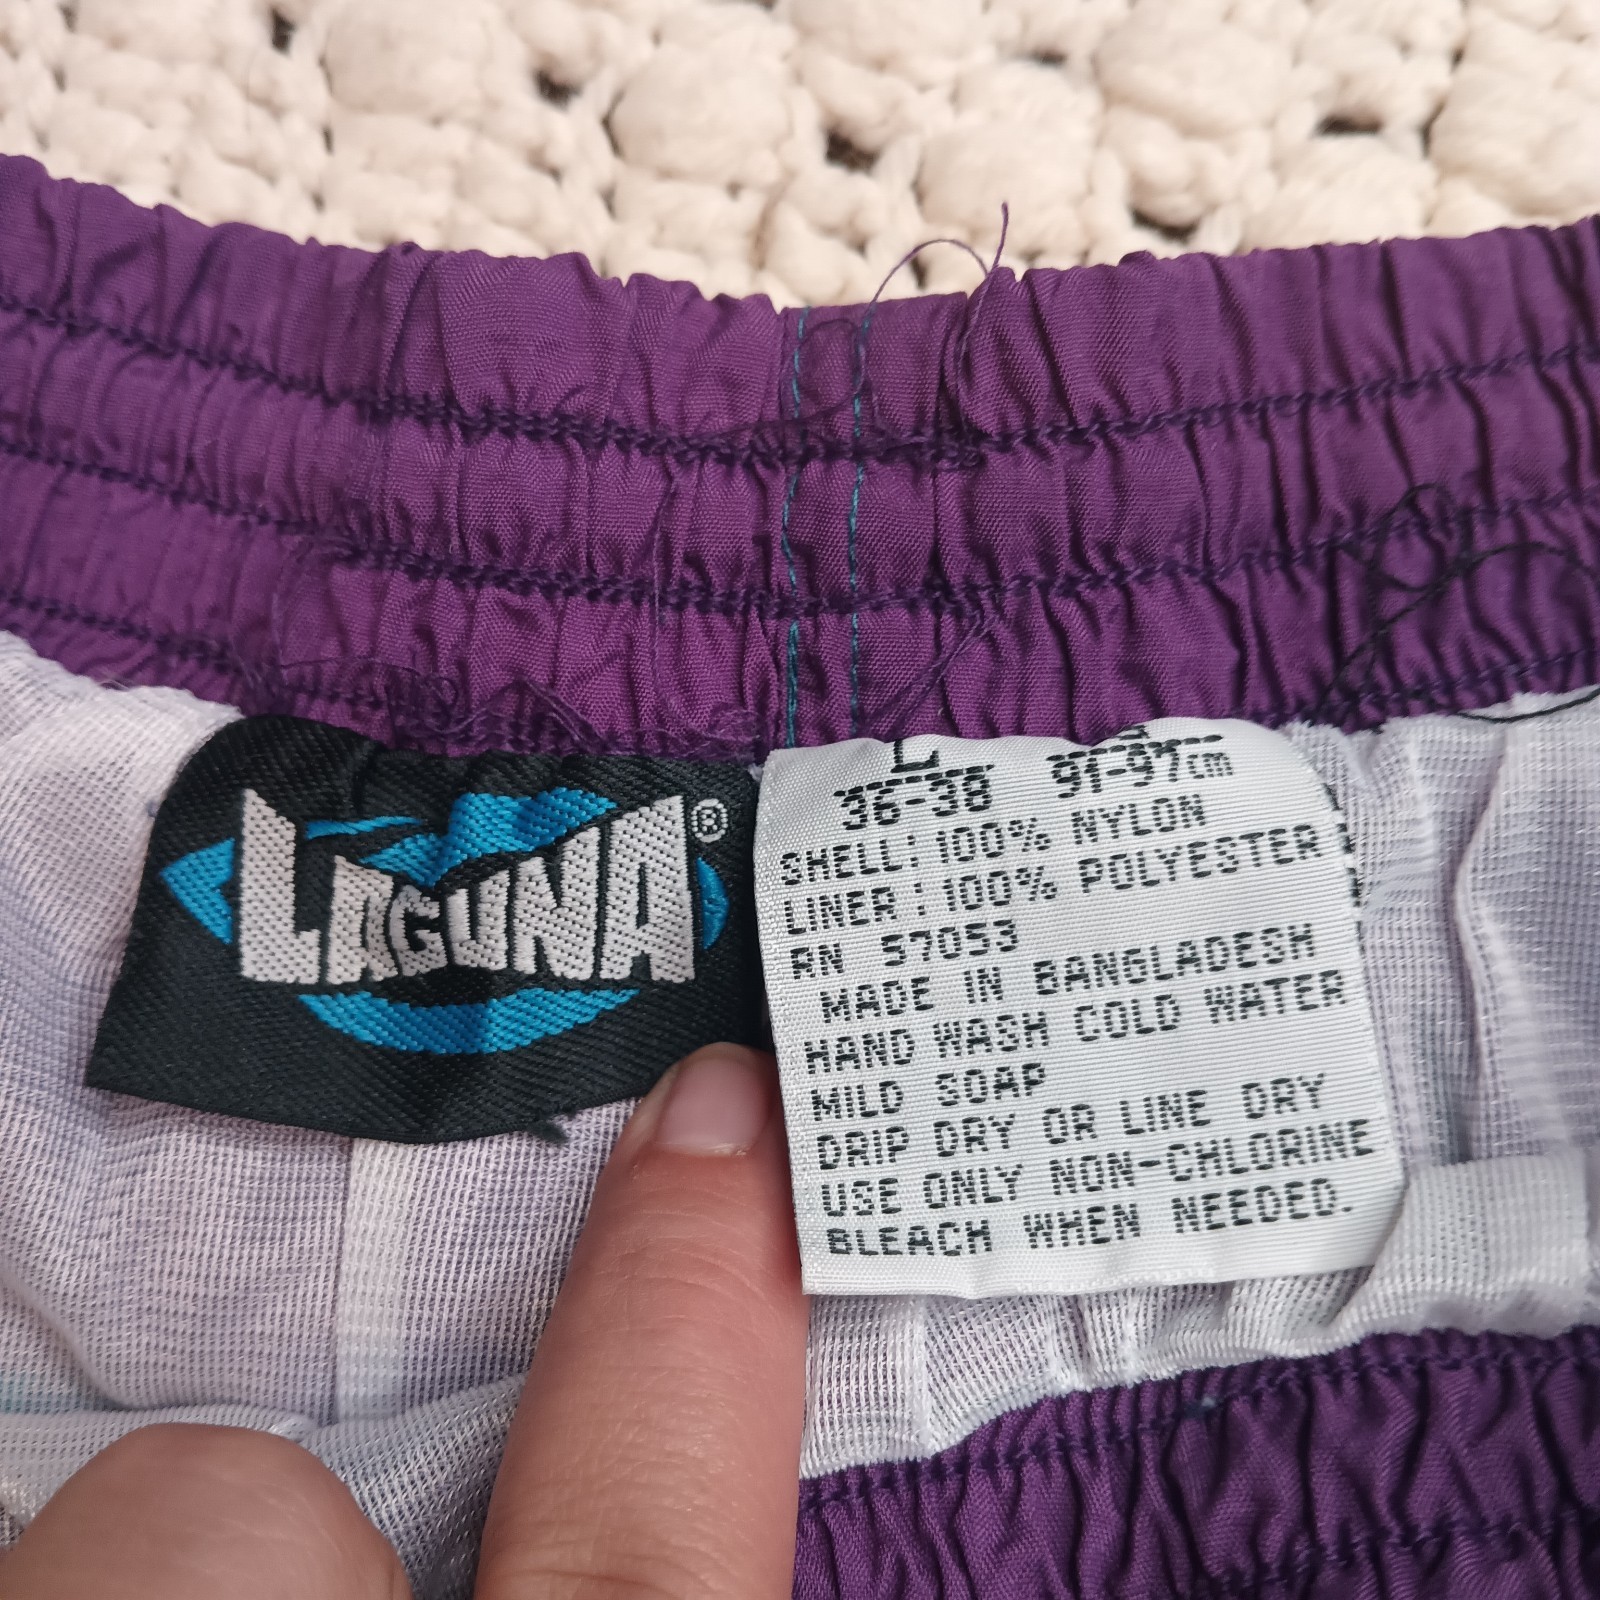 LAGUNA®
L
36-38 91-97cm
SHELL: 100% NYLON
LINER: 100% POLYESTER
RN 57053
MADE IN BANGLADESH
HAND WASH COLD WATER
MILD SOAP
DRIP DRY OR LINE DRY
USE ONLY NON-CHLORINE
BLEACH WHEN NEEDED.